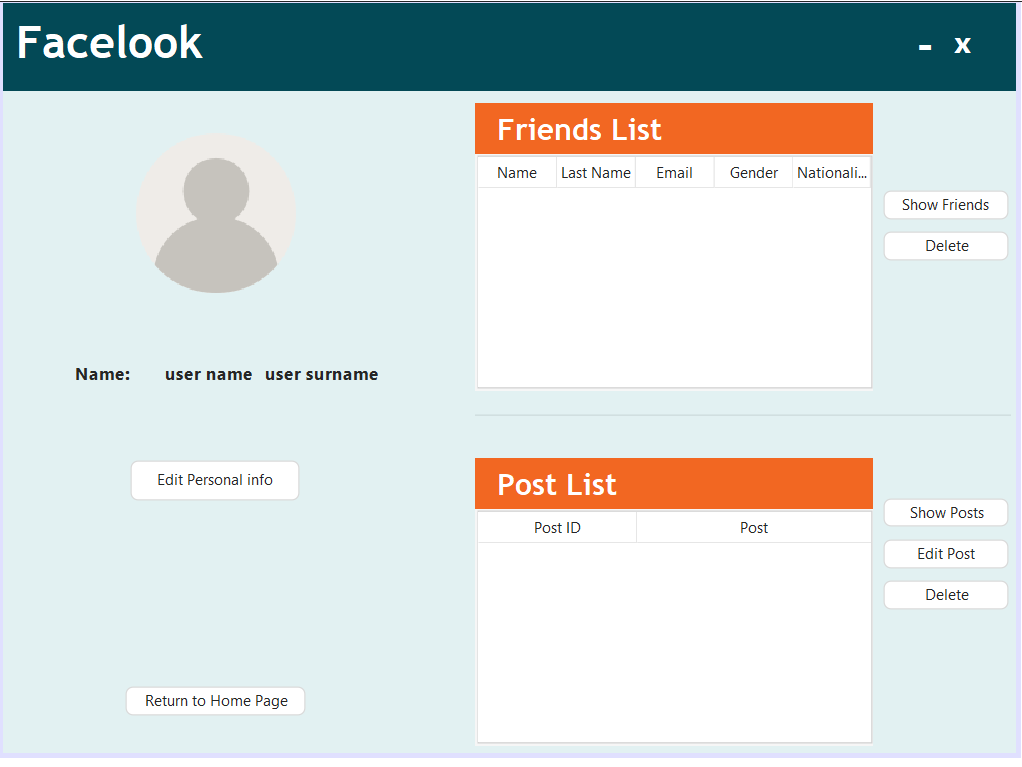 Facelook
- x
Friends List
Name Last Name Email Gender Nationali...
Show Friends
Delete
Name: user name user surname
Edit Personal info
Post List
Post ID Post
Show Posts
Edit Post
Delete
Return to Home Page